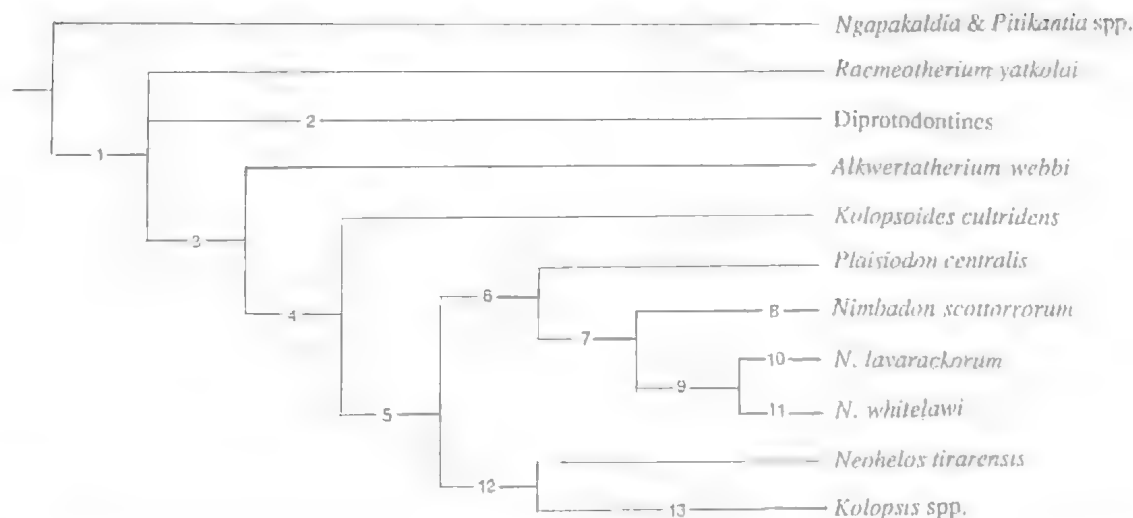 Ngapakaldia & Pitikantia spp.
Raemeotherium yatkolai
2
Diprotodontines
1
Alkwertatherium webbi
Kolopsoides cultridens
3
Plaisiodon centralis
6
4
8
Nimbadon scottorrorum
7
10
N. lavarackorum
9
5
11
N. whitelawi
Neohelos tirarensis
12
13
Kolopsis spp.